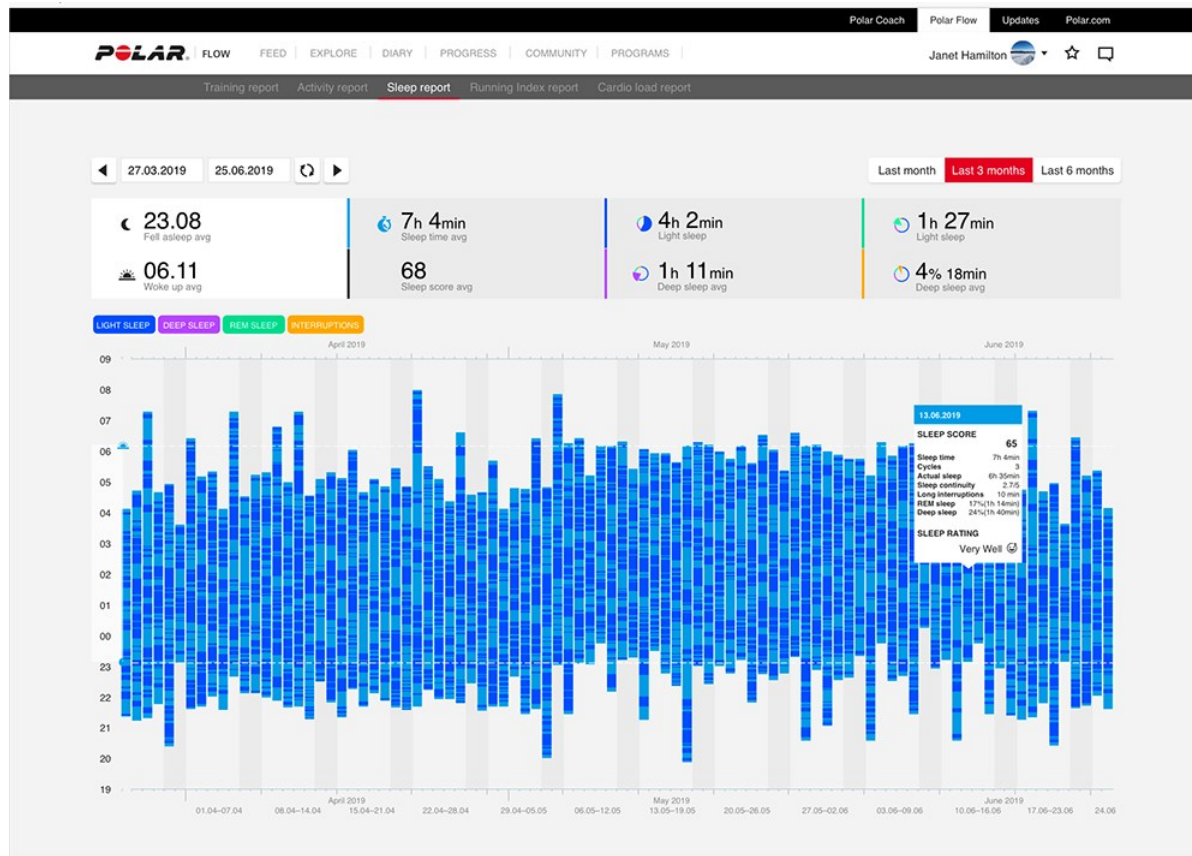 Polar Coach Polar Flow Updates Polar.com
POLAR. FLOW FEED EXPLORE DIARY PROGRESS COMMUNITY PROGRAMS Janet Hamilton
Training report Activity report Sleep report Running Index report Cardio load report
27.03.2019 25.06.2019 Last month Last 3 months Last 6 months
23.08 7h 4min 4h 2min 1h 27min
Fell asleep avg Sleep time avg Light sleep Light sleep
06.11 68 1h 11min 4% 18min
Woke up avg Sleep score avg Deep sleep avg Deep sleep avg
LIGHT SLEEP DEEP SLEEP REM SLEEP INTERRUPTIONS
April 2019 May 2019 June 2019
09
08
07
06
05
04
03
02
01
00
23
22
21
20
19
13.06.2019
SLEEP SCORE
65
Sleep time 7h 4min
Cycles 3
Actual sleep 6h 35min
Sleep continuity 2.7/5
Long interruptions 10 min
REM sleep 17%(1h 14min)
Deep sleep 24%(1h 40min)
SLEEP RATING
Very Well
April 2019 May 2019 June 2019
01.04–07.04 08.04–14.04 15.04–21.04 22.04–28.04 29.04–05.05 06.05–12.05 13.05–19.05 20.05–26.05 27.05–02.06 03.06–09.06 10.06–16.06 17.06–23.06 24.06